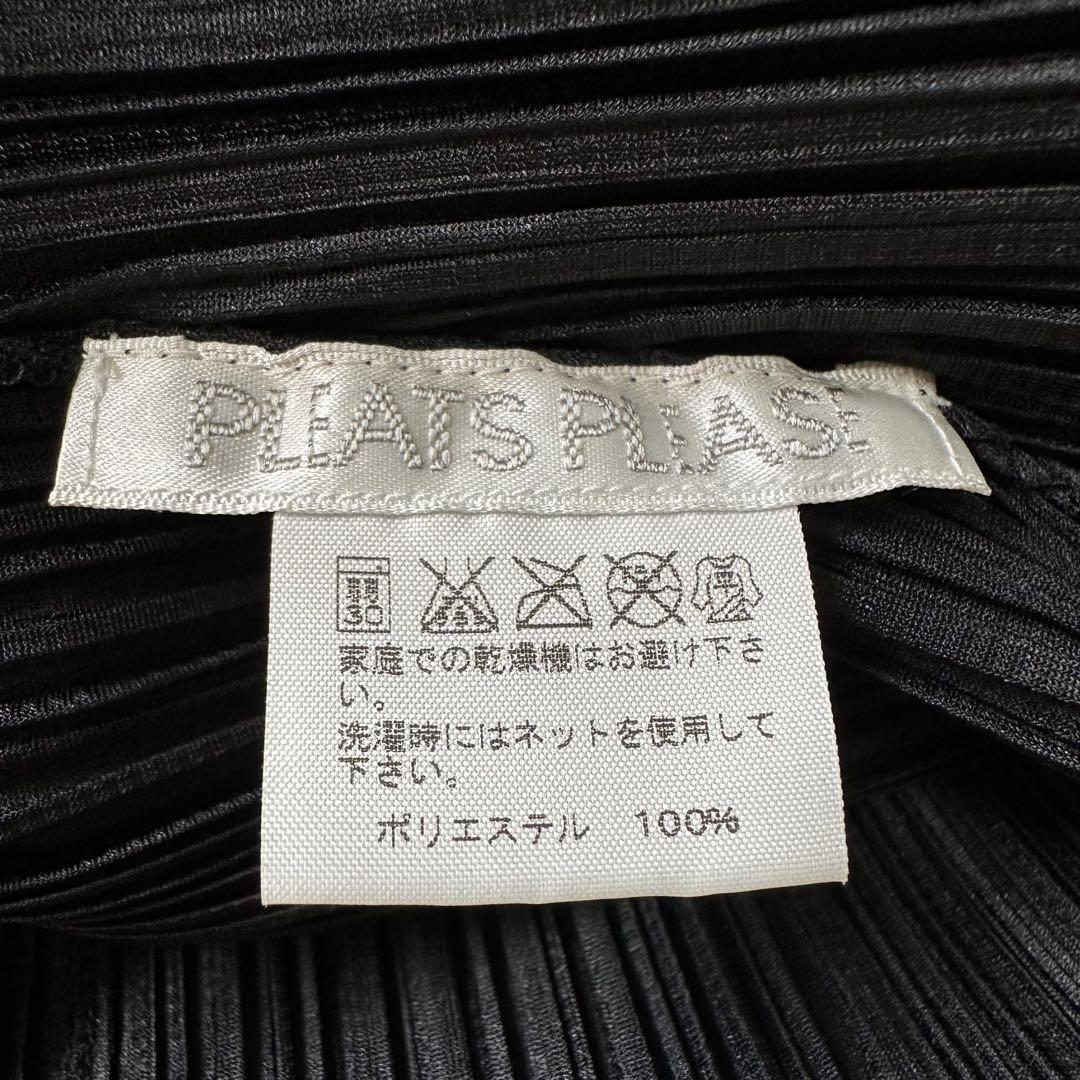 PLEATS PLEASE
30
家庭での乾燥機はお避け下さ
い。
洗濯時にはネットを使用して
下さい。
ポリエステル 100%